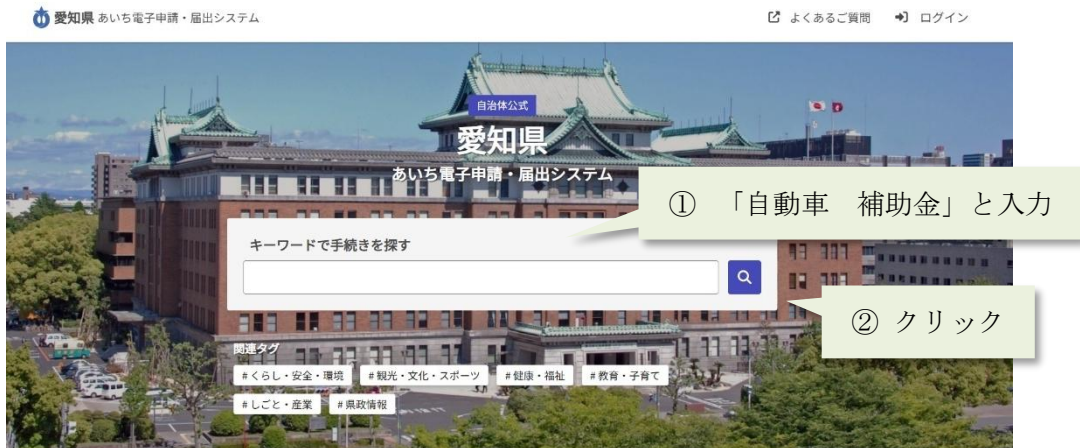 愛知県 あいち電子申請・届出システム
よくあるご質問 ログイン
自治体公式
愛知県
あいち電子申請・届出システム
① 「自動車 補助金」と入力
キーワードで手続きを探す
② クリック
関連タグ
#くらし・安全・環境 #観光・文化・スポーツ #健康・福祉 #教育・子育て
#しごと・産業 #県政情報